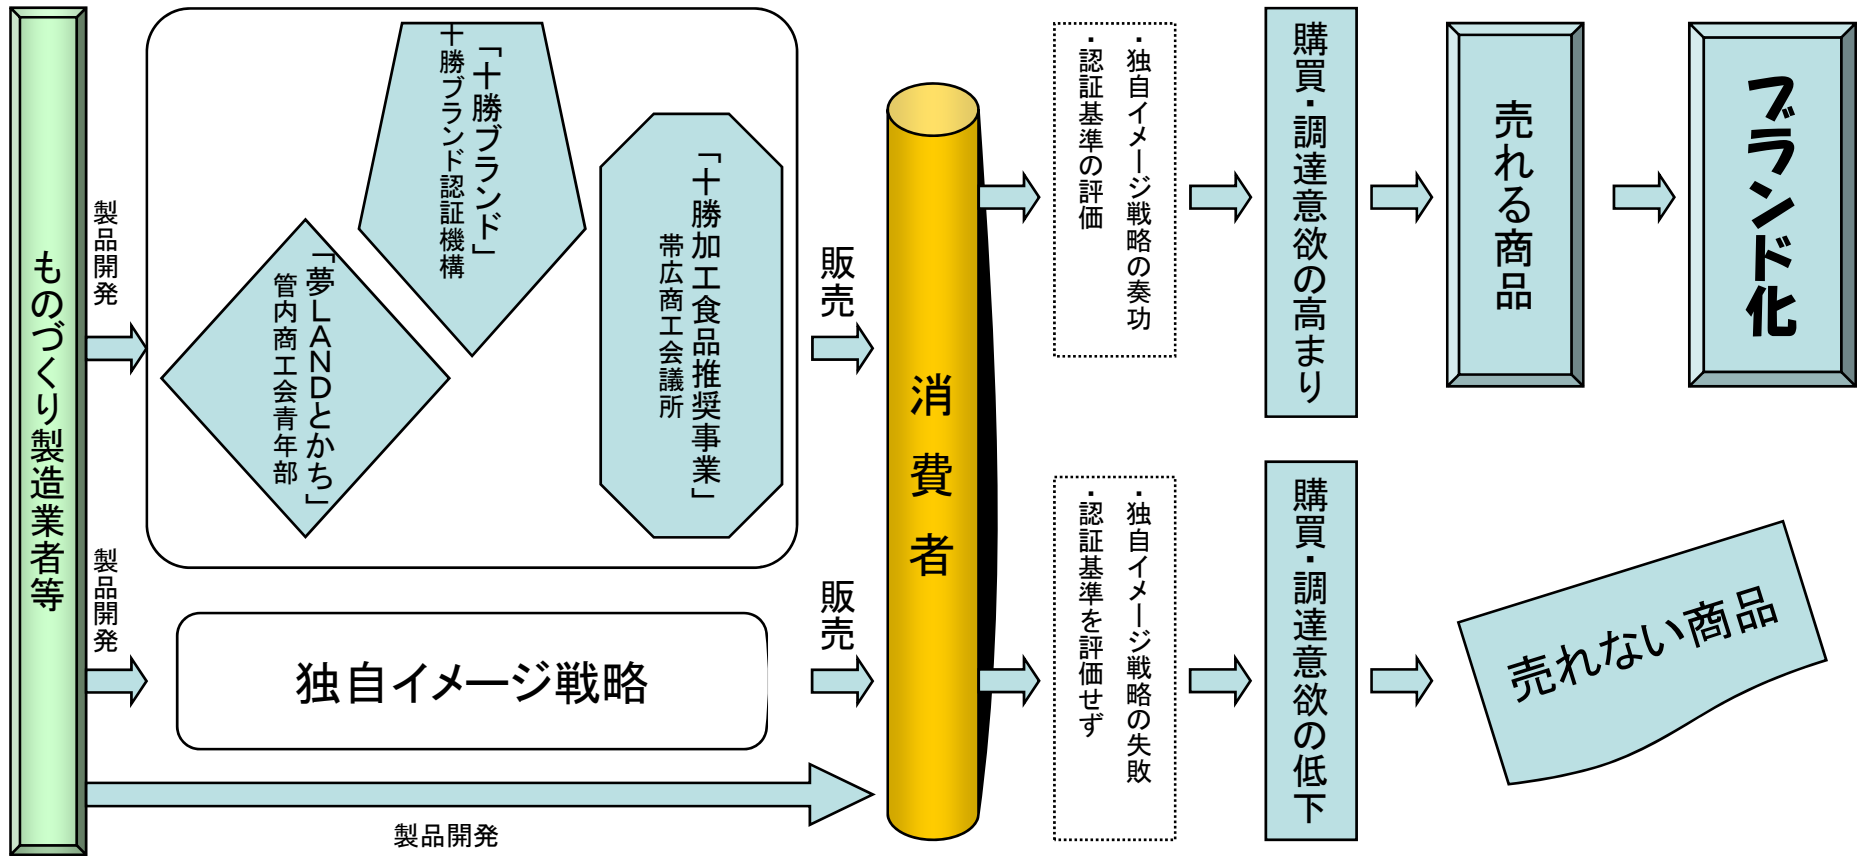 ものづくり製造業者等
製品開発
製品開発
「十勝ブランド」
十勝ブランド認証機構
「夢ＬＡＮＤとかち」
管内商工会青年部
「十勝加工食品推奨事業」
帯広商工会議所
独自イメージ戦略
製品開発
販売
販売
消費者
・独自イメージ戦略の奏功
・認証基準の評価
購買・調達意欲の高まり
売れる商品
ブランド化
・独自イメージ戦略の失敗
・認証基準を評価せず
購買・調達意欲の低下
売れない商品